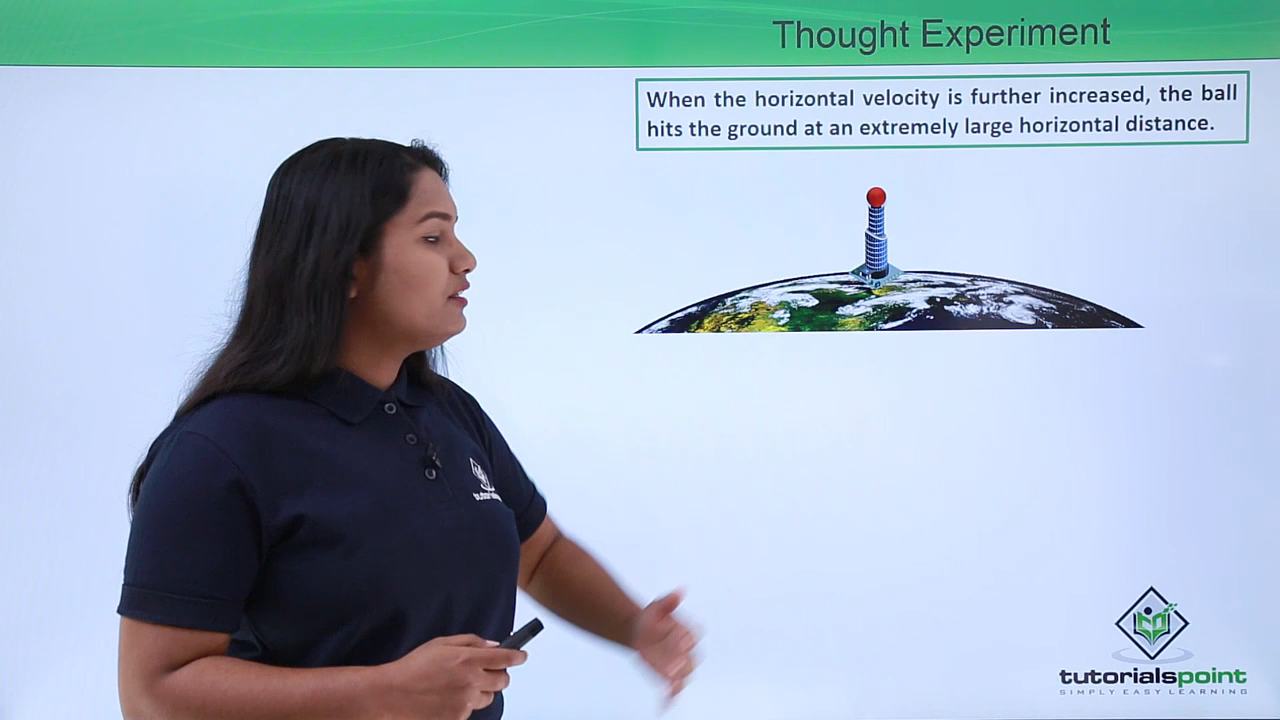 Thought Experiment
When the horizontal velocity is further increased, the ball
hits the ground at an extremely large horizontal distance.
tutorialspoint
SIMPLY EASY LEARNING